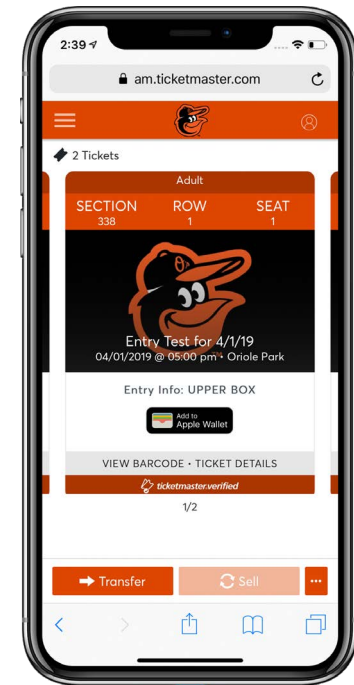 2:39
am.ticketmaster.com
2 Tickets
Adult
SECTION ROW SEAT
338 1 1
Entry Test for 4/1/19
04/01/2019 @ 05:00 pm • Oriole Park
Entry Info: UPPER BOX
Add to
Apple Wallet
VIEW BARCODE • TICKET DETAILS
ticketmaster.verified
1/2
Transfer Sell